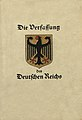 Die Verfassung
des
Deutschen Reichs